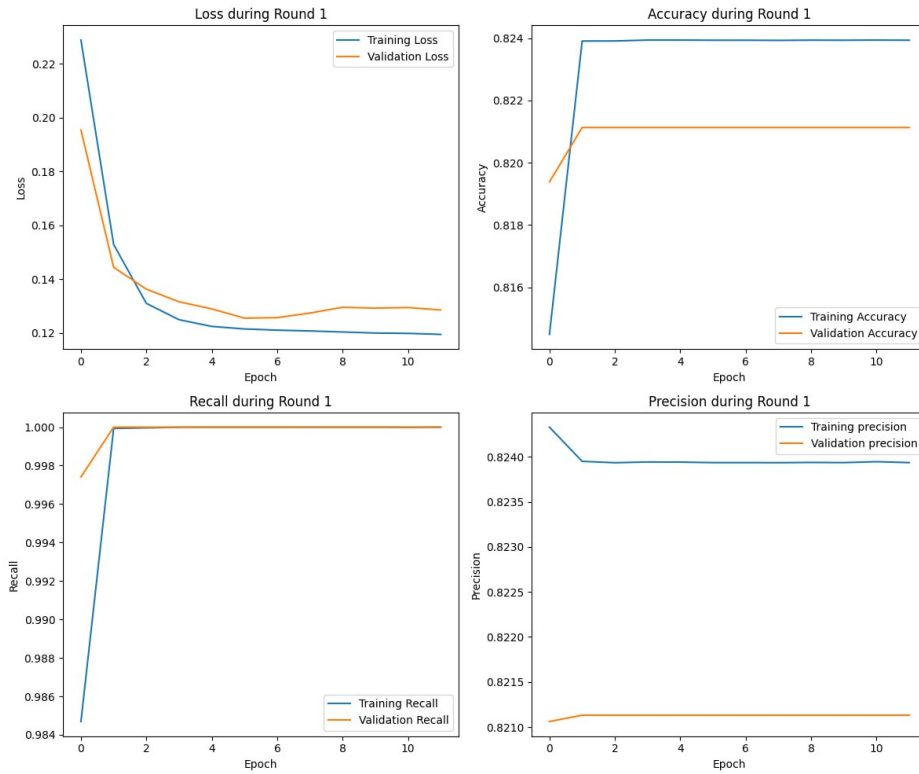 Loss during Round 1
Training Loss
Validation Loss
0.22
0.20
0.18
0.16
0.14
0.12
Loss
0 2 4 6 8 10
Epoch
Accuracy during Round 1
0.824
0.822
0.820
0.818
0.816
Accuracy
Training Accuracy
Validation Accuracy
0 2 4 6 8 10
Epoch
Recall during Round 1
1.000
0.998
0.996
0.994
0.992
0.990
0.988
0.986
0.984
Recall
Training Recall
Validation Recall
0 2 4 6 8 10
Epoch
Precision during Round 1
Training precision
Validation precision
0.8240
0.8235
0.8230
0.8225
0.8220
0.8215
0.8210
Precision
0 2 4 6 8 10
Epoch